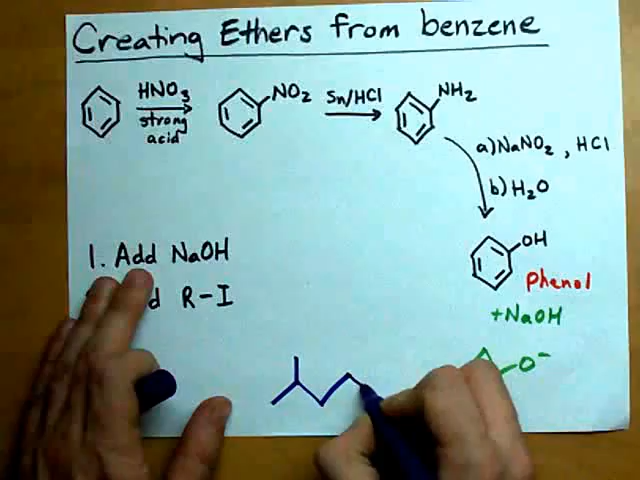 Creating Ethers from benzene
HNO3
strong
acid
NO2
Sn/HCl
NH2
a) NaNO2, HCl
b) H2O
OH
Phenol
+NaOH
O-
1. Add NaOH
R-I